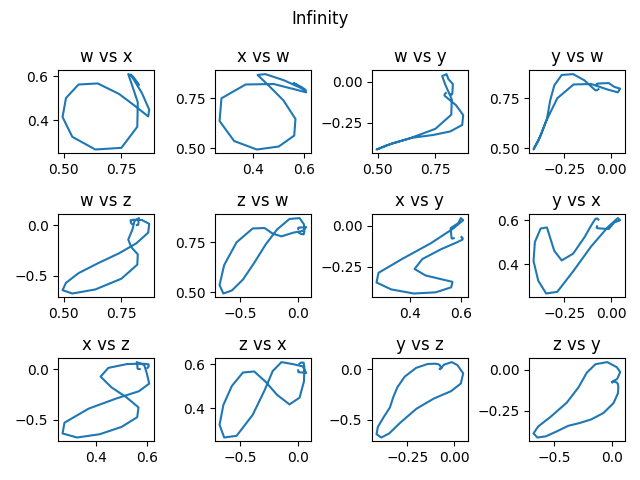 Infinity
w vs x
x vs w
w vs y
y vs w
0.6
0.4
0.50 0.75
0.75
0.50
0.4 0.6
0.00
−0.25
0.50 0.75
0.75
0.50
−0.25 0.00
w vs z
z vs w
x vs y
y vs x
0.0
−0.5
0.50 0.75
0.75
0.50
−0.5 0.0
0.00
−0.25
0.4 0.6
0.6
0.4
−0.25 0.00
x vs z
z vs x
y vs z
z vs y
0.0
−0.5
0.4 0.6
0.6
0.4
−0.5 0.0
0.0
−0.5
−0.25 0.00
0.00
−0.25
−0.5 0.0